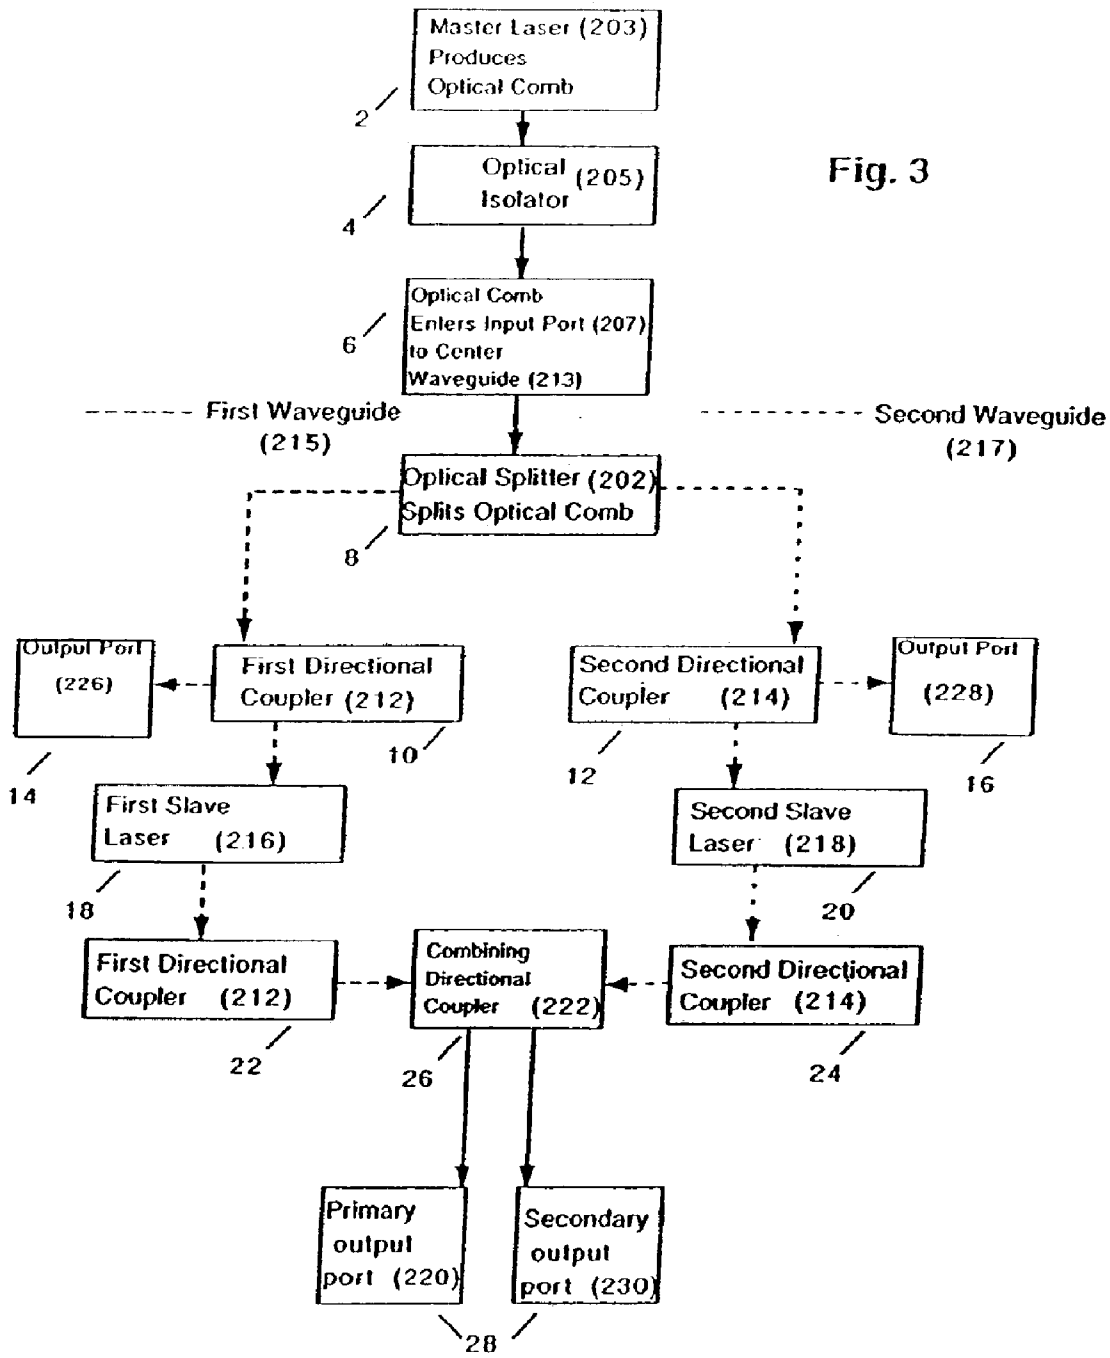 Master Laser (203)
Produces
Optical Comb
2
Optical (205)
Isolator
4
Fig. 3
Optical Comb
Enters Input Port (207)
to Center
Waveguide (213)
6
First Waveguide
(215)
Second Waveguide
(217)
Optical Splitter (202)
Splits Optical Comb
8
Output Port
(226)
14
First Directional
Coupler (212)
10
Second Directional
Coupler (214)
12
Output Port
(228)
16
First Slave
Laser (216)
18
Second Slave
Laser (218)
20
First Directional
Coupler (212)
22
Combining
Directional
Coupler (222)
26
Second Directional
Coupler (214)
24
Primary
output
port (220)
Secondary
output
port (230)
28